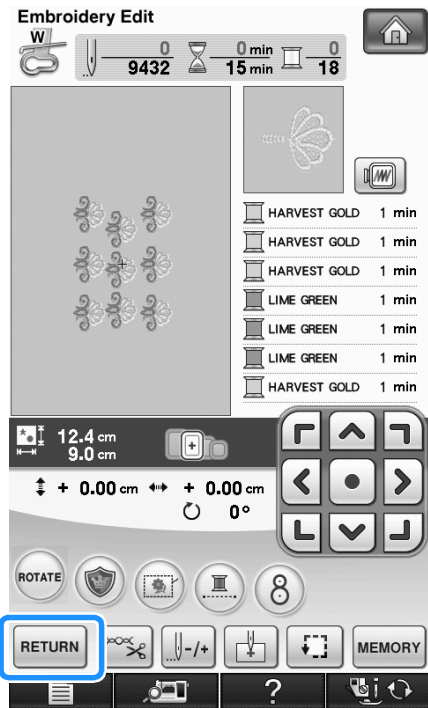 Embroidery Edit
W
0 0 min 0
9432 15 min 18
HARVEST GOLD 1 min
HARVEST GOLD 1 min
HARVEST GOLD 1 min
LIME GREEN 1 min
LIME GREEN 1 min
LIME GREEN 1 min
HARVEST GOLD 1 min
12.4 cm
9.0 cm
+ 0.00 cm + 0.00 cm
0°
ROTATE 8
RETURN -/+ MEMORY
?